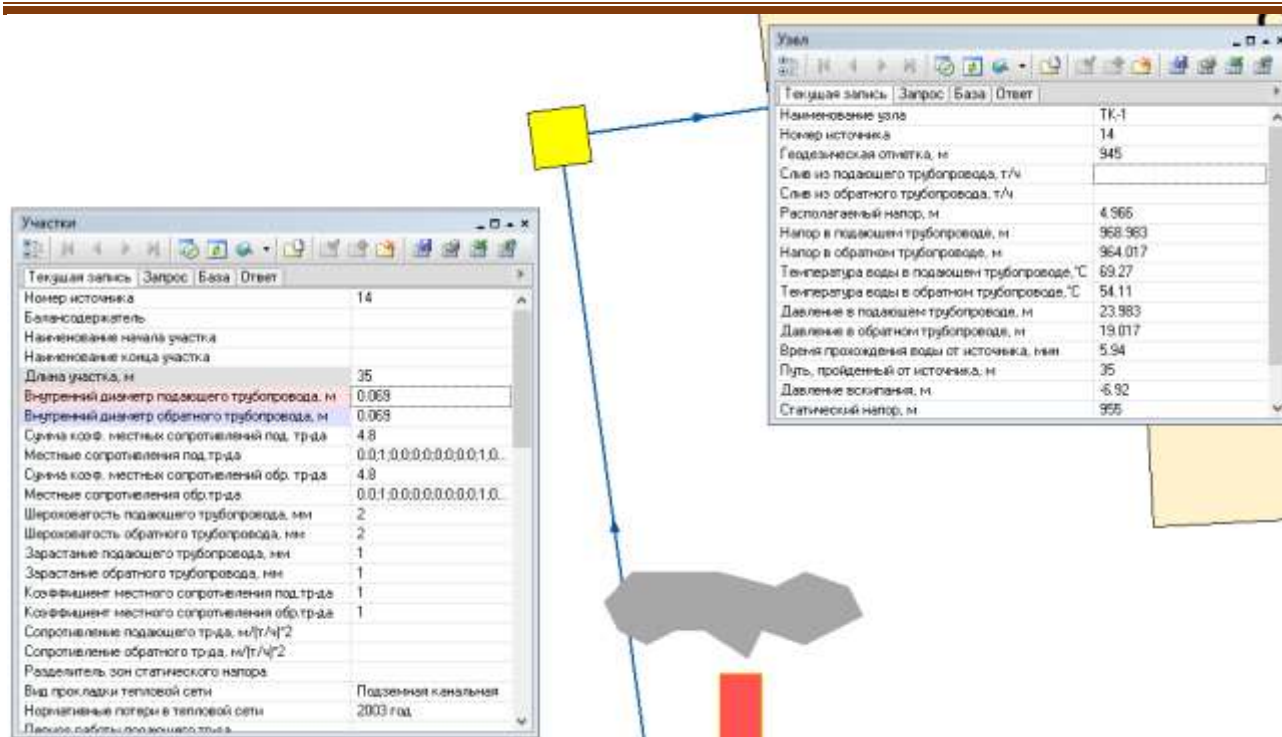 Узел
Текущая запись Запрос База Ответ
Наименование узла ТК-1
Номер источника 14
Геодезическая отметка, м 945
Слив из подающего трубопровода, т/ч
Слив из обратного трубопровода, т/ч
Располагаемый напор, м 4.966
Напор в подающем трубопроводе, м 968.983
Напор в обратном трубопроводе, м 964.017
Температура воды в подающем трубопроводе,°С 69.27
Температура воды в обратном трубопроводе,°С 54.11
Давление в подающем трубопроводе, м 23.983
Давление в обратном трубопроводе, м 19.017
Время прохождения воды от источника, мин 5.94
Путь, пройденный от источника, м 35
Давление вскипания, м -6.92
Статический напор, м 955
Участки
Текущая запись Запрос База Ответ
Номер источника 14
Балансодержатель
Наименование начала участка
Наименование конца участка
Длина участка, м 35
Внутренний диаметр подающего трубопровода, м 0.069
Внутренний диаметр обратного трубопровода, м 0.069
Сумма коэф. местных сопротивлений под. тр-да 4.8
Местные сопротивления под.тр-да 0.0;1;0;0;0;0;0;0;0.0;1;0...
Сумма коэф. местных сопротивлений обр. тр-да 4.8
Местные сопротивления обр.тр-да 0.0;1;0;0;0;0;0;0;0.0;1;0...
Шероховатость подающего трубопровода, мм 2
Шероховатость обратного трубопровода, мм 2
Зарастание подающего трубопровода, мм 1
Зарастание обратного трубопровода, мм 1
Коэффициент местного сопротивления под.тр-да 1
Коэффициент местного сопротивления обр.тр-да 1
Сопротивление подающего тр-да, м/(т/ч)^2
Сопротивление обратного тр-да, м/(т/ч)^2
Разделитель зон статического напора
Вид прокладки тепловой сети Подземная канальная
Нормативные потери в тепловой сети 2003 год
Период работы подающего тр-да